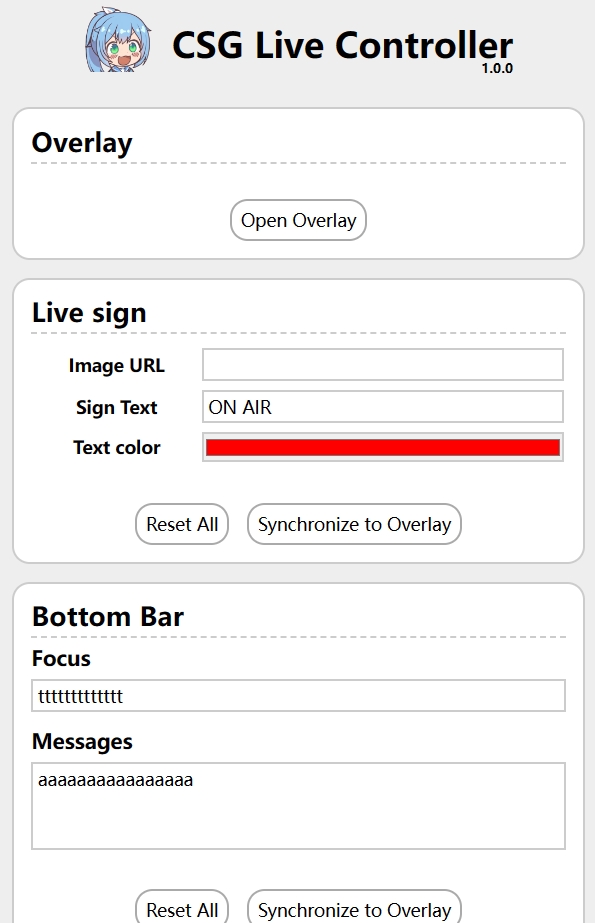 CSG Live Controller
1.0.0
Overlay
Open Overlay
Live sign
Image URL
Sign Text ON AIR
Text color
Reset All Synchronize to Overlay
Bottom Bar
Focus
ttttttttttttt
Messages
aaaaaaaaaaaaaaaa
Reset All Synchronize to Overlay